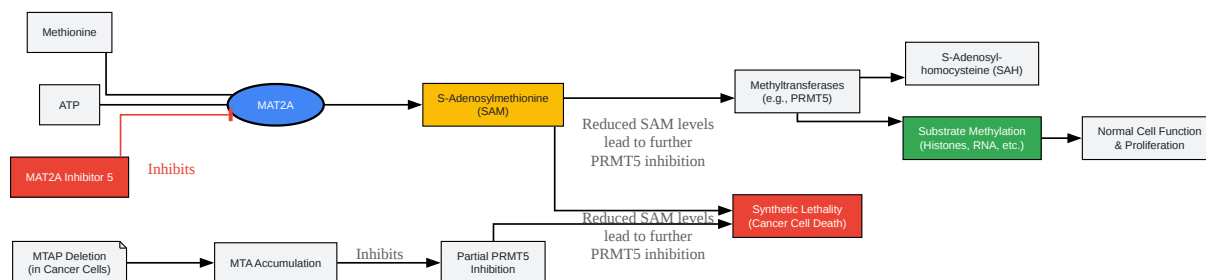 Methionine
ATP
MAT2A
MAT2A Inhibitor 5
Inhibits
S-Adenosylmethionine
(SAM)
Reduced SAM levels
lead to further
PRMT5 inhibition
Methyltransferases
(e.g., PRMT5)
S-Adenosyl-
homocysteine (SAH)
Substrate Methylation
(Histones, RNA, etc.)
Normal Cell Function
& Proliferation
MTAP Deletion
(in Cancer Cells)
MTA Accumulation
Inhibits
Partial PRMT5
Inhibition
Reduced SAM levels
lead to further
PRMT5 inhibition
Synthetic Lethality
(Cancer Cell Death)